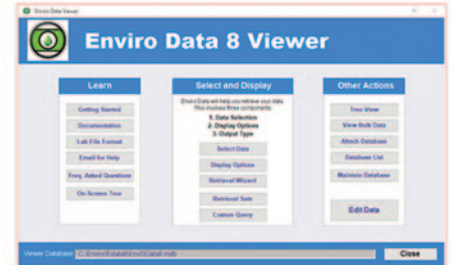 Enviro Data Viewer
Enviro Data 8 Viewer
Learn
Getting Started
Documentation
Lab File Format
Email for Help
Freq. Asked Questions
On-Screen Tour
Select and Display
Enviro Data will help you retrieve your data.
This involves three components:
1. Data Selection
2. Display Options
3. Output Type
Select Data
Display Options
Retrieval Wizard
Retrieval Sets
Custom Query
Other Actions
Tree View
View Bulk Data
Attach Database
Database List
Maintain Database
Edit Data
Viewer Database
Close